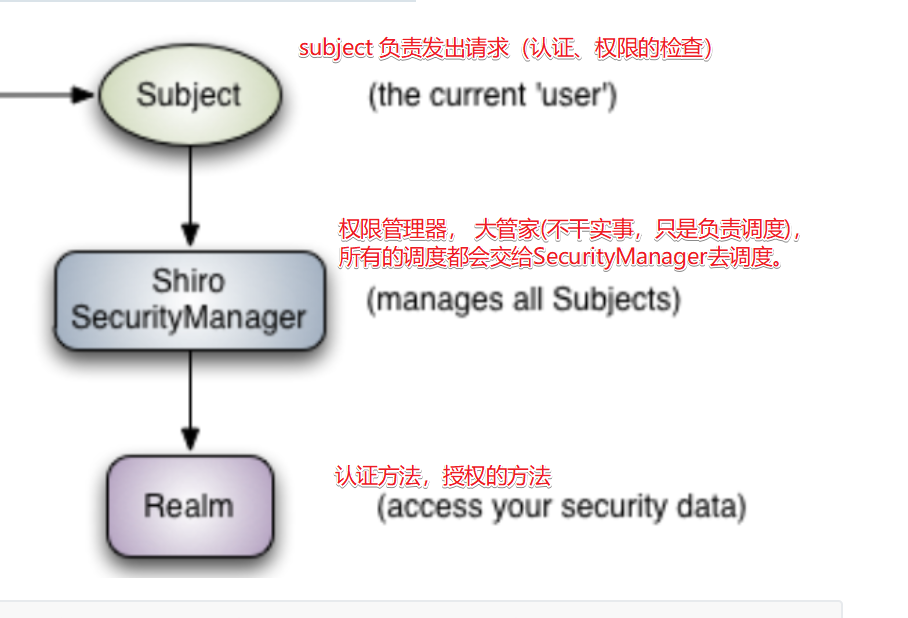 subject 负责发出请求（认证、权限的检查）
Subject
(the current 'user')
权限管理器， 大管家(不干实事，只是负责调度)，
所有的调度都会交给SecurityManager去调度。
Shiro
SecurityManager
(manages all Subjects)
认证方法，授权的方法
Realm
(access your security data)